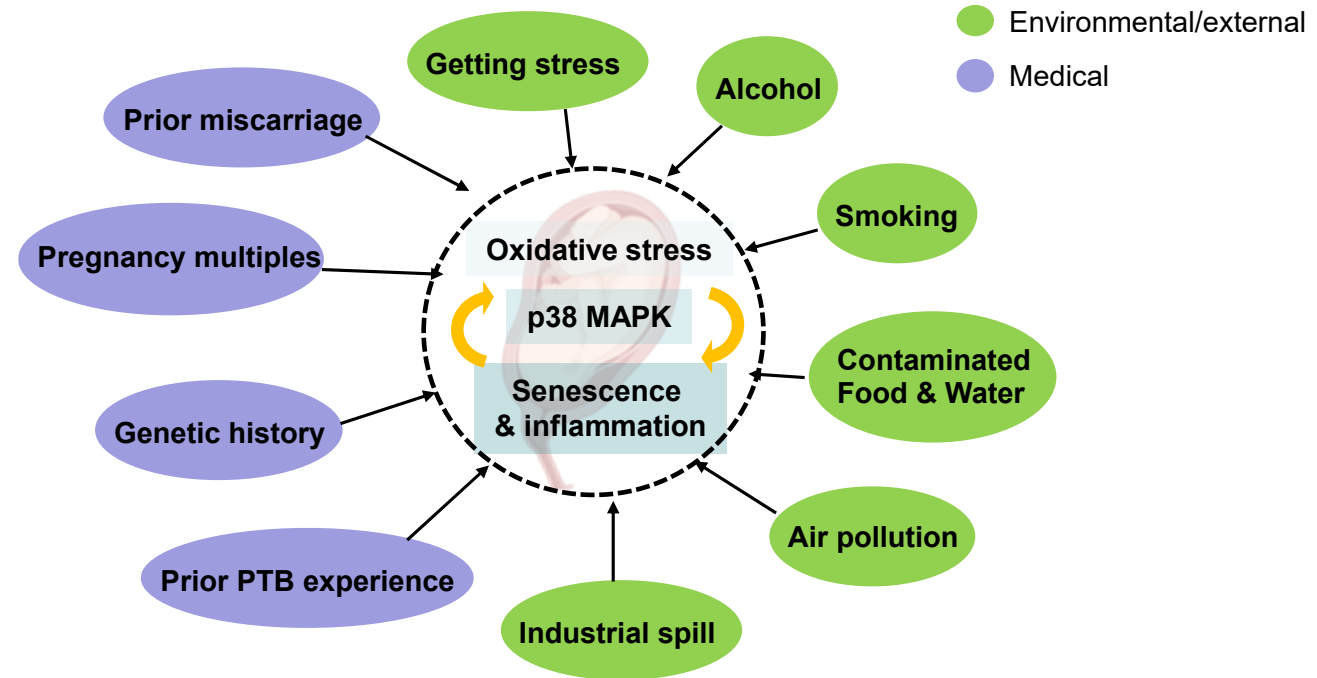 Environmental/external
Medical
Getting stress
Alcohol
Prior miscarriage
Smoking
Pregnancy multiples
Oxidative stress
p38 MAPK
Senescence
& inflammation
Contaminated
Food & Water
Genetic history
Air pollution
Prior PTB experience
Industrial spill